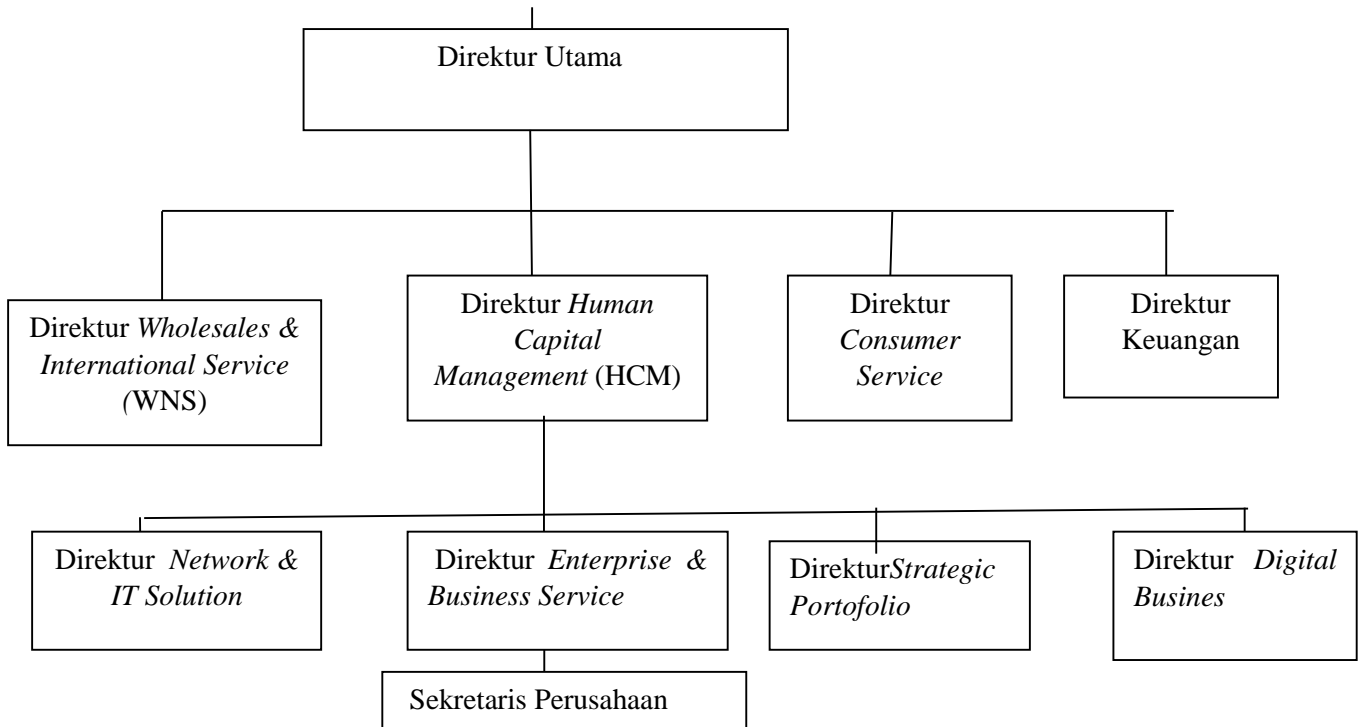 Direktur Utama
Direktur Wholesales &
International Service
(WNS)
Direktur Human
Capital
Management (HCM)
Direktur
Consumer
Service
Direktur
Keuangan
Direktur Network &
IT Solution
Direktur Enterprise &
Business Service
DirekturStrategic
Portofolio
Direktur Digital
Busines
Sekretaris Perusahaan